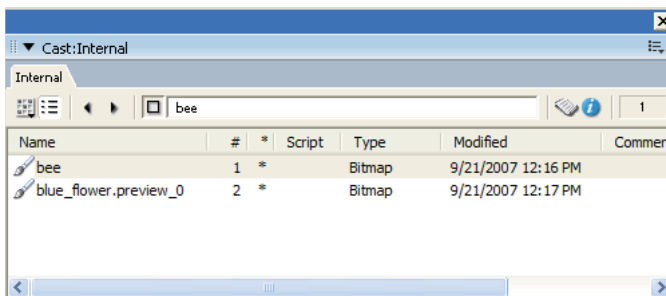 Cast:Internal
Internal
bee 1
Name # * Script Type Modified Commen
bee 1 * Bitmap 9/21/2007 12:16 PM
blue_flower.preview_0 2 * Bitmap 9/21/2007 12:17 PM